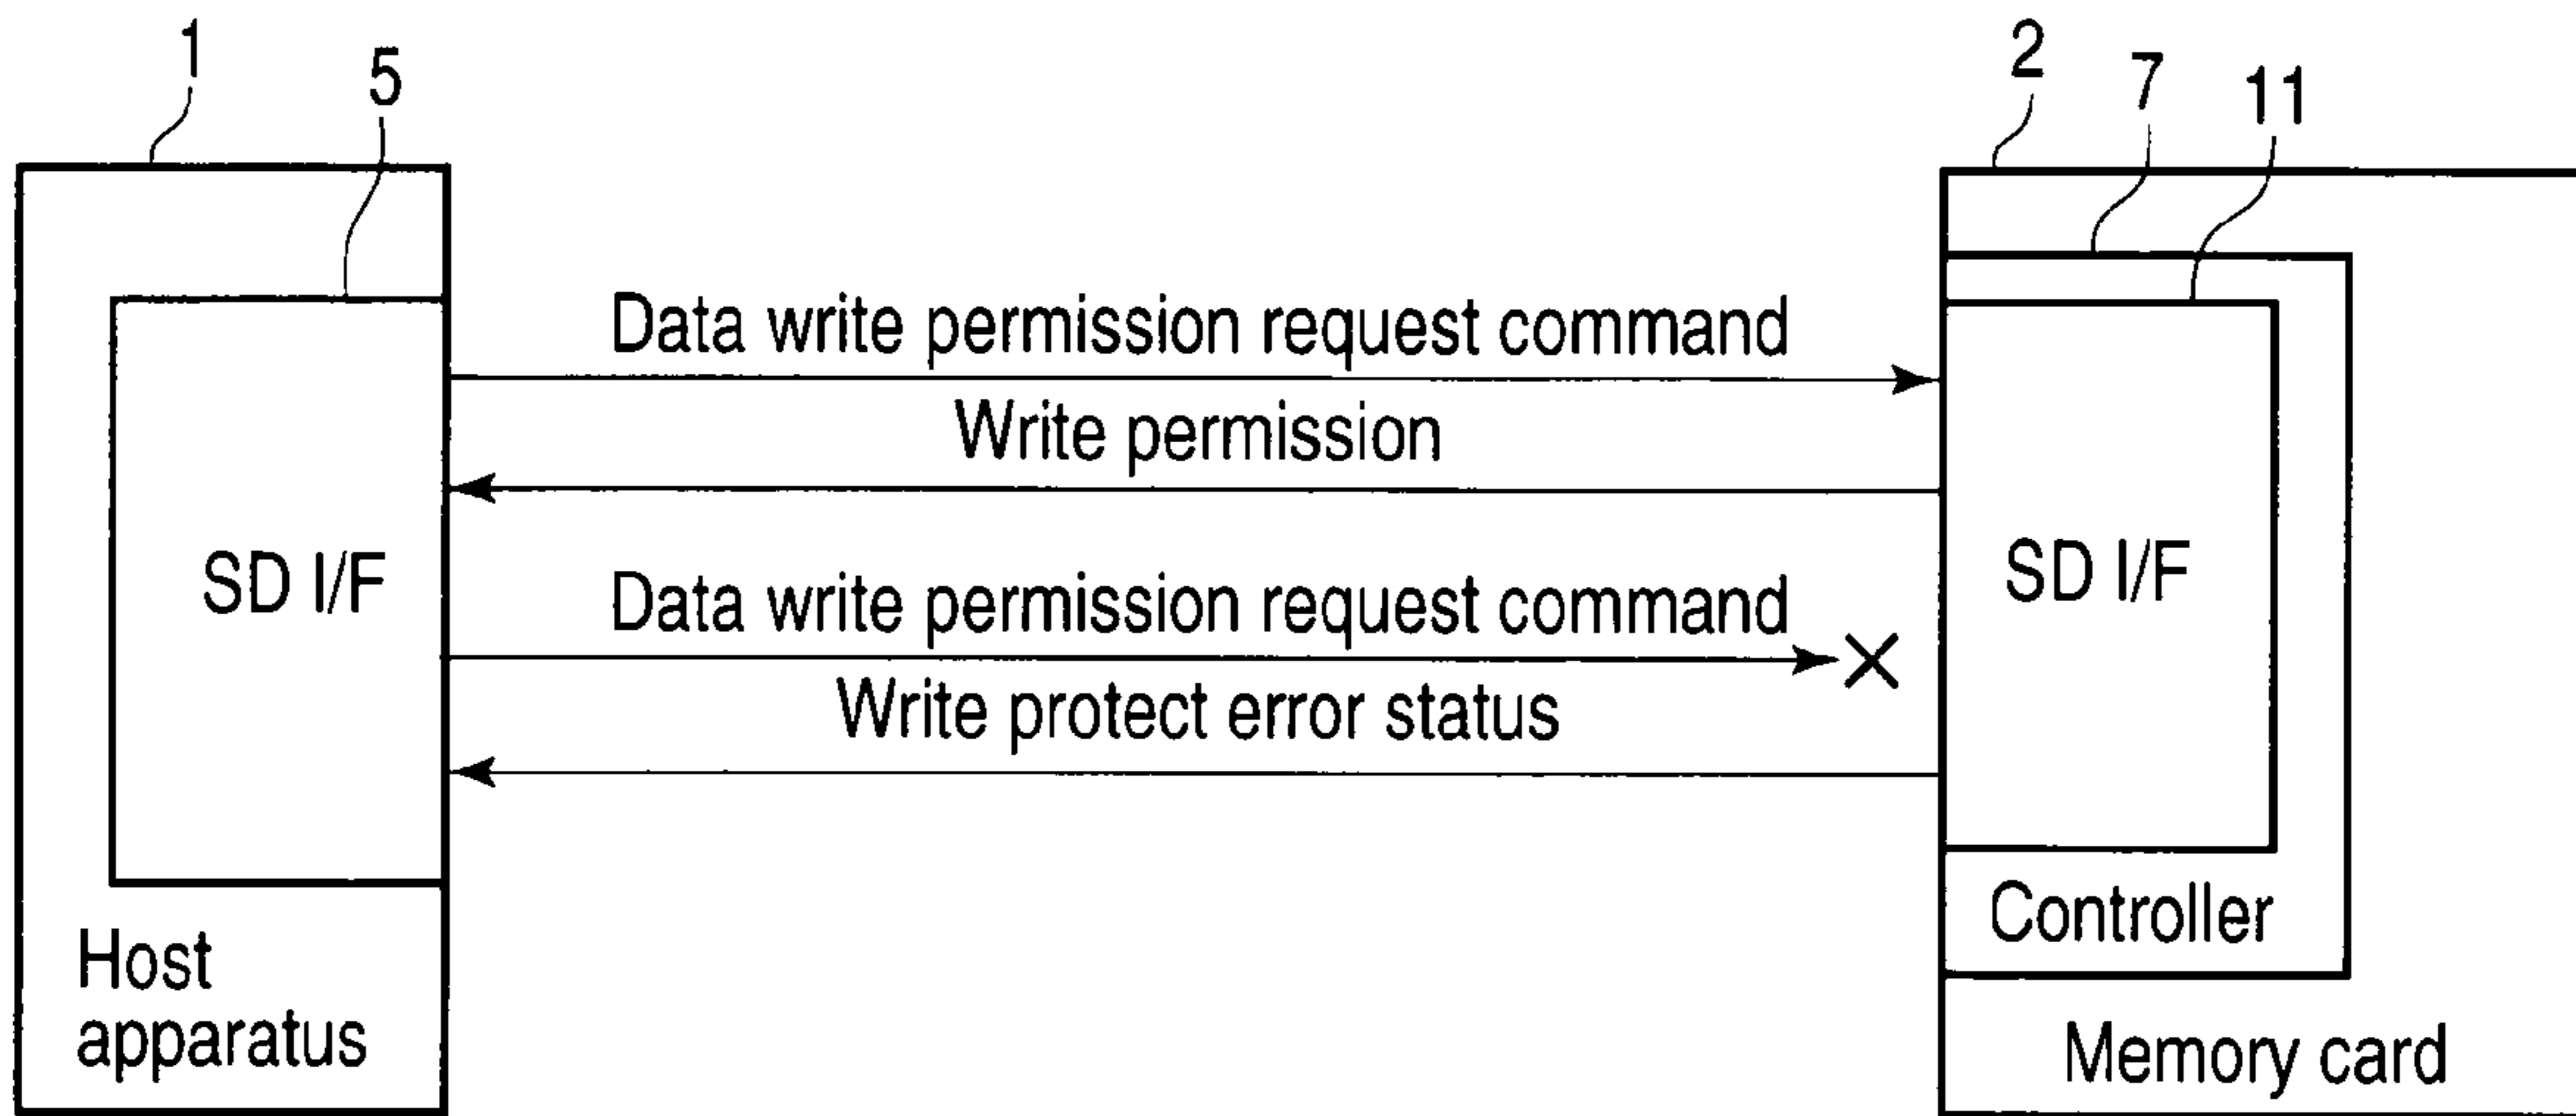 1
5
2
7
11
Data write permission request command
Write permission
SD I/F
SD I/F
Data write permission request command
Write protect error status
Controller
Host
apparatus
Memory card